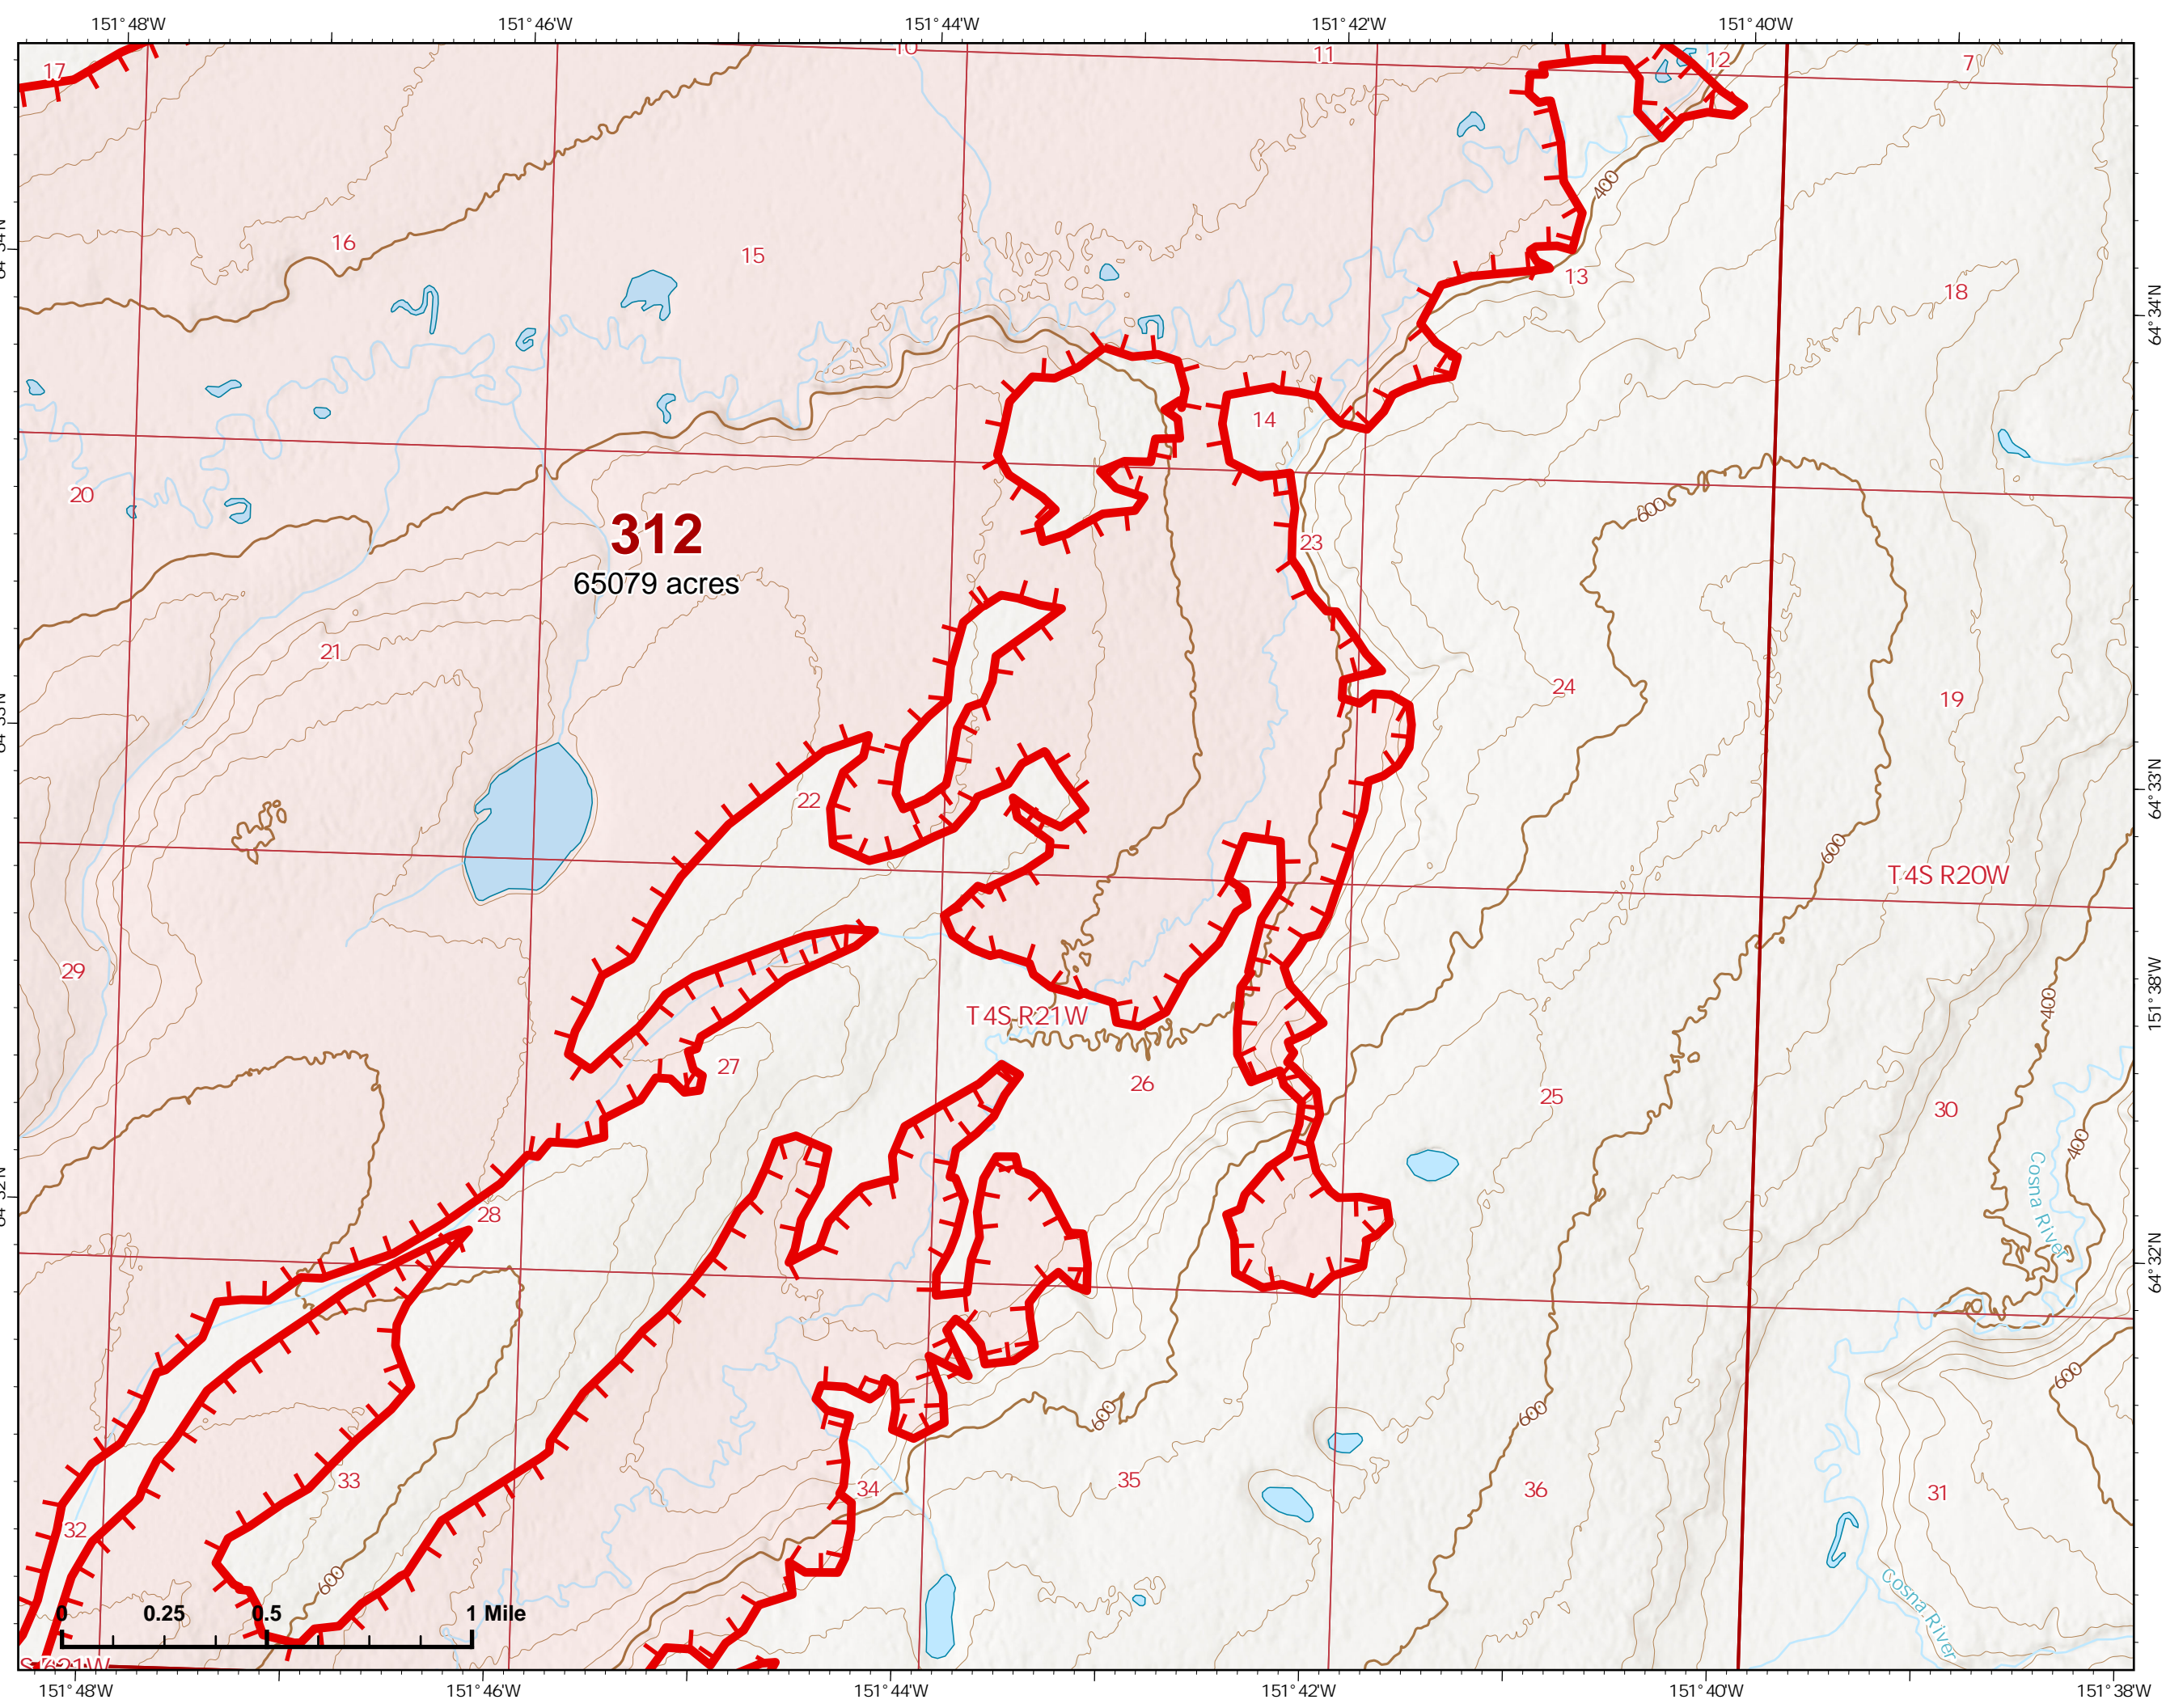 151°48'W 151°46'W 151°44'W 151°42'W 151°40'W
10 11 12 7
17
400
16 15
13 18
64°34'N
14
20
600
312
23
65079 acres
21
24 19
22
64°33'N
600
T4S R20W
29
151°38'W
400
T4S R21W
27 26 25 30
400
Cosna River
28
64°32'N
600
600 600
33 34 35 36 31
32
600
Cosna River
0 0.25 0.5 1 Mile
151°48'W 151°46'W 151°44'W 151°42'W 151°40'W 151°38'W